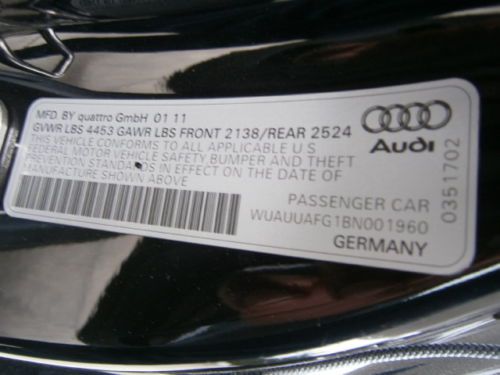 MFD. BY quattro GmbH 01 11
GVWR LBS 4453 GAWR LBS FRONT 2138/REAR 2524
THIS VEHICLE CONFORMS TO ALL APPLICABLE U S
FEDERAL MOTOR VEHICLE SAFETY BUMPER AND THEFT
PREVENTION STANDARDS IN EFFECT ON THE DATE OF
MANUFACTURE SHOWN ABOVE
PASSENGER CAR
WUAUUAFG1BN001960
GERMANY
Audi
0351702